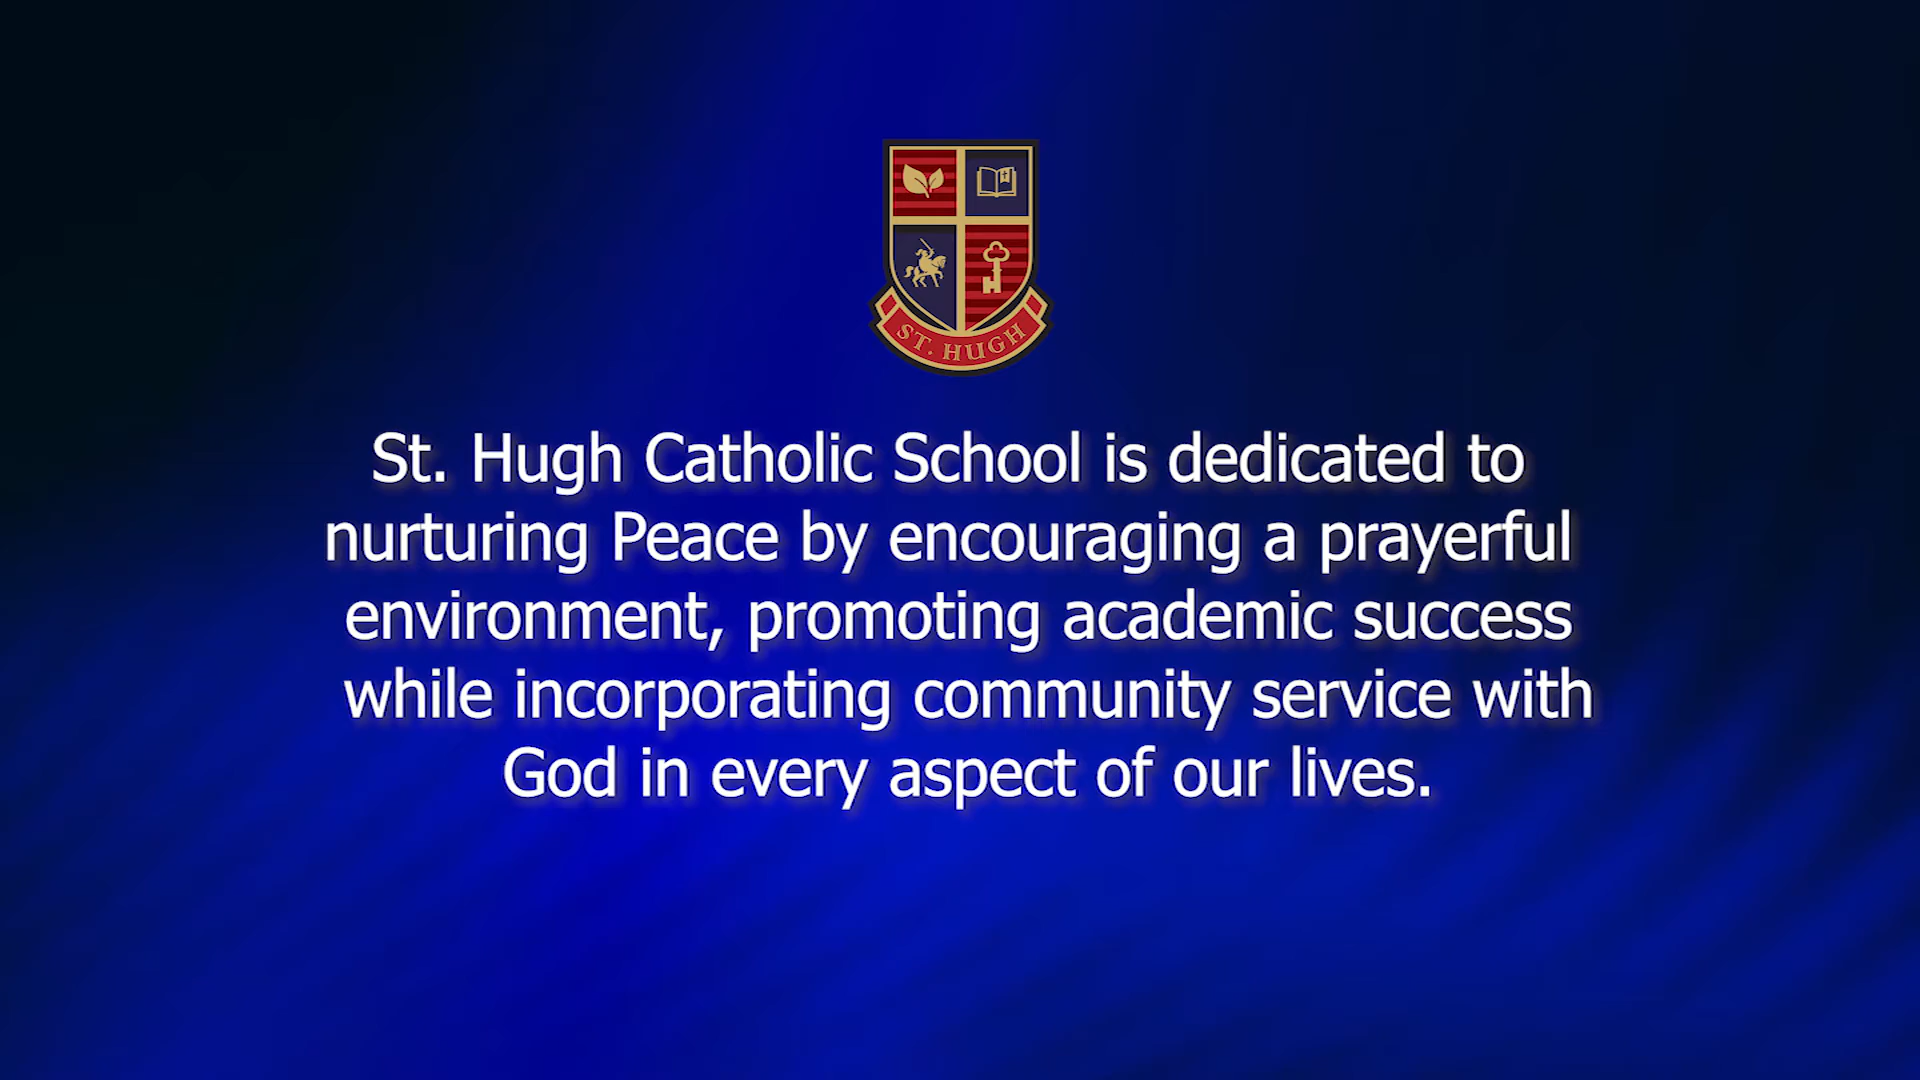 ST. HUGH
St. Hugh Catholic School is dedicated to
nurturing Peace by encouraging a prayerful
environment, promoting academic success
while incorporating community service with
God in every aspect of our lives.